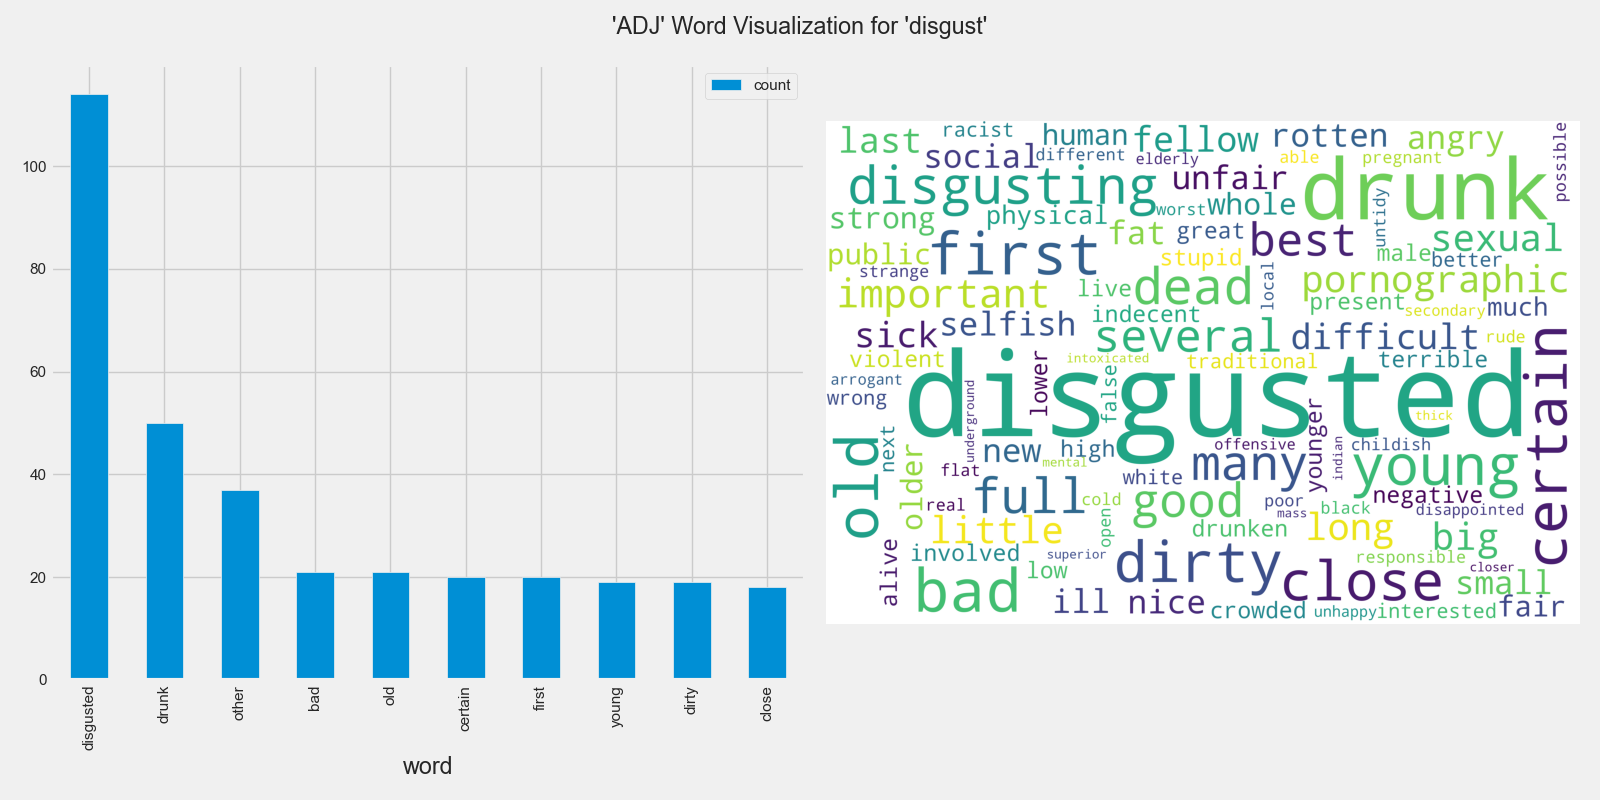 'ADJ' Word Visualization for 'disgust'
count
100
80
60
40
20
0
disgusted
drunk
other
bad
old
certain
first
young
dirty
close
word
last
racist
human
fellow
rotten
angry
possible
social
different
elderly
able
pregnant
disgusting
unfair
drunk
strong
physical
worst
whole
untidy
public
first
fat
great
best
sexual
strange
stupid
male
better
important
live
dead
local
pornographic
indecent
present
secondary
much
sick
selfish
several
difficult
rude
violent
lower
intoxicated
traditional
terrible
certain
arrogant
wrong
underground
false
disgusted
thick
old
next
older
new
high
offensive
younger
indian
childish
flat
mental
white
many
young
real
full
cold
good
poor
mass
black
negative
disappointed
little
open
drunken
long
big
alive
involved
superior
dirty
responsible
closer
bad
low
close
small
ill
nice
crowded
unhappy
interested
fair